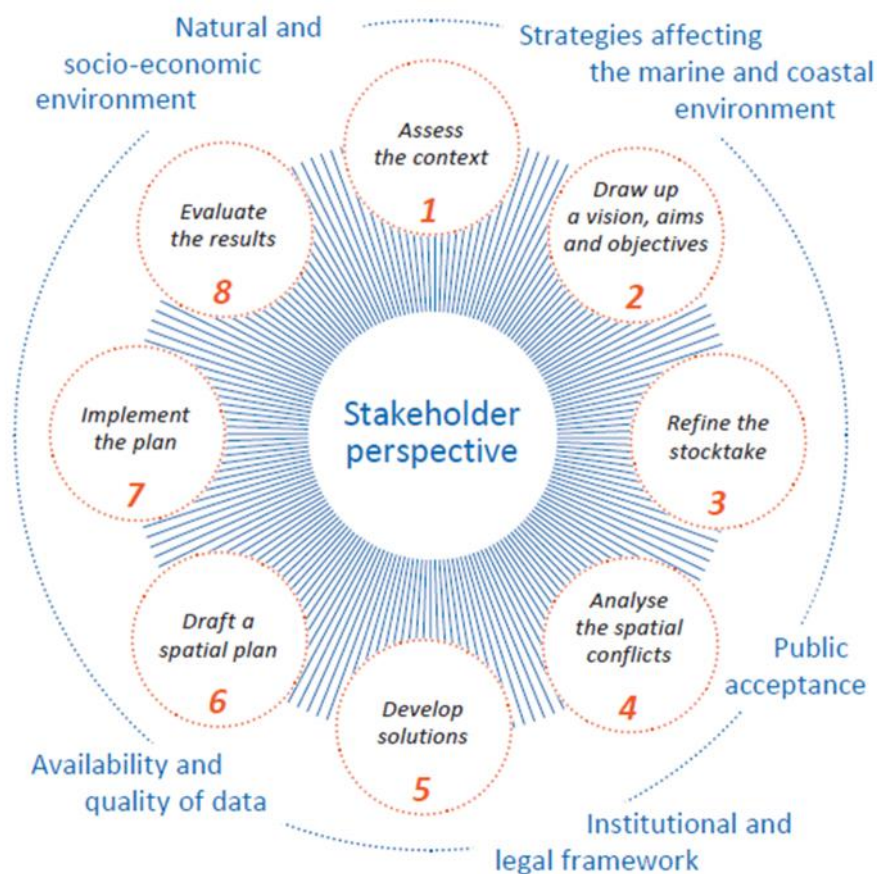 Natural and
socio-economic
environment
Strategies affecting
the marine and coastal
environment
Assess
the context
1
Draw up
a vision, aims
and objectives
2
Refine the
stocktake
3
Analyse
the spatial
conflicts
4
Develop
solutions
5
Draft a
spatial plan
6
Implement
the plan
7
Evaluate
the results
8
Stakeholder
perspective
Public
acceptance
Institutional and
legal framework
Availability and
quality of data